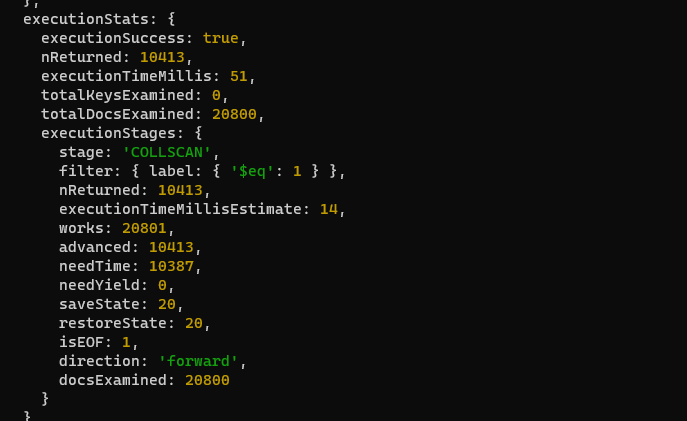 },
executionStats: {
executionSuccess: true,
nReturned: 10413,
executionTimeMillis: 51,
totalKeysExamined: 0,
totalDocsExamined: 20800,
executionStages: {
stage: 'COLLSCAN',
filter: { label: { '$eq': 1 } },
nReturned: 10413,
executionTimeMillisEstimate: 14,
works: 20801,
advanced: 10413,
needTime: 10387,
needYield: 0,
saveState: 20,
restoreState: 20,
isEOF: 1,
direction: 'forward',
docsExamined: 20800
}
}